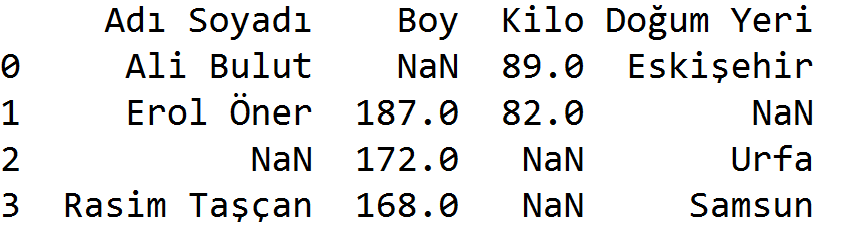 Adı Soyadı Boy Kilo Doğum Yeri
0 Ali Bulut NaN 89.0 Eskişehir
1 Erol Öner 187.0 82.0 NaN
2 NaN 172.0 NaN Urfa
3 Rasim Taşçan 168.0 NaN Samsun